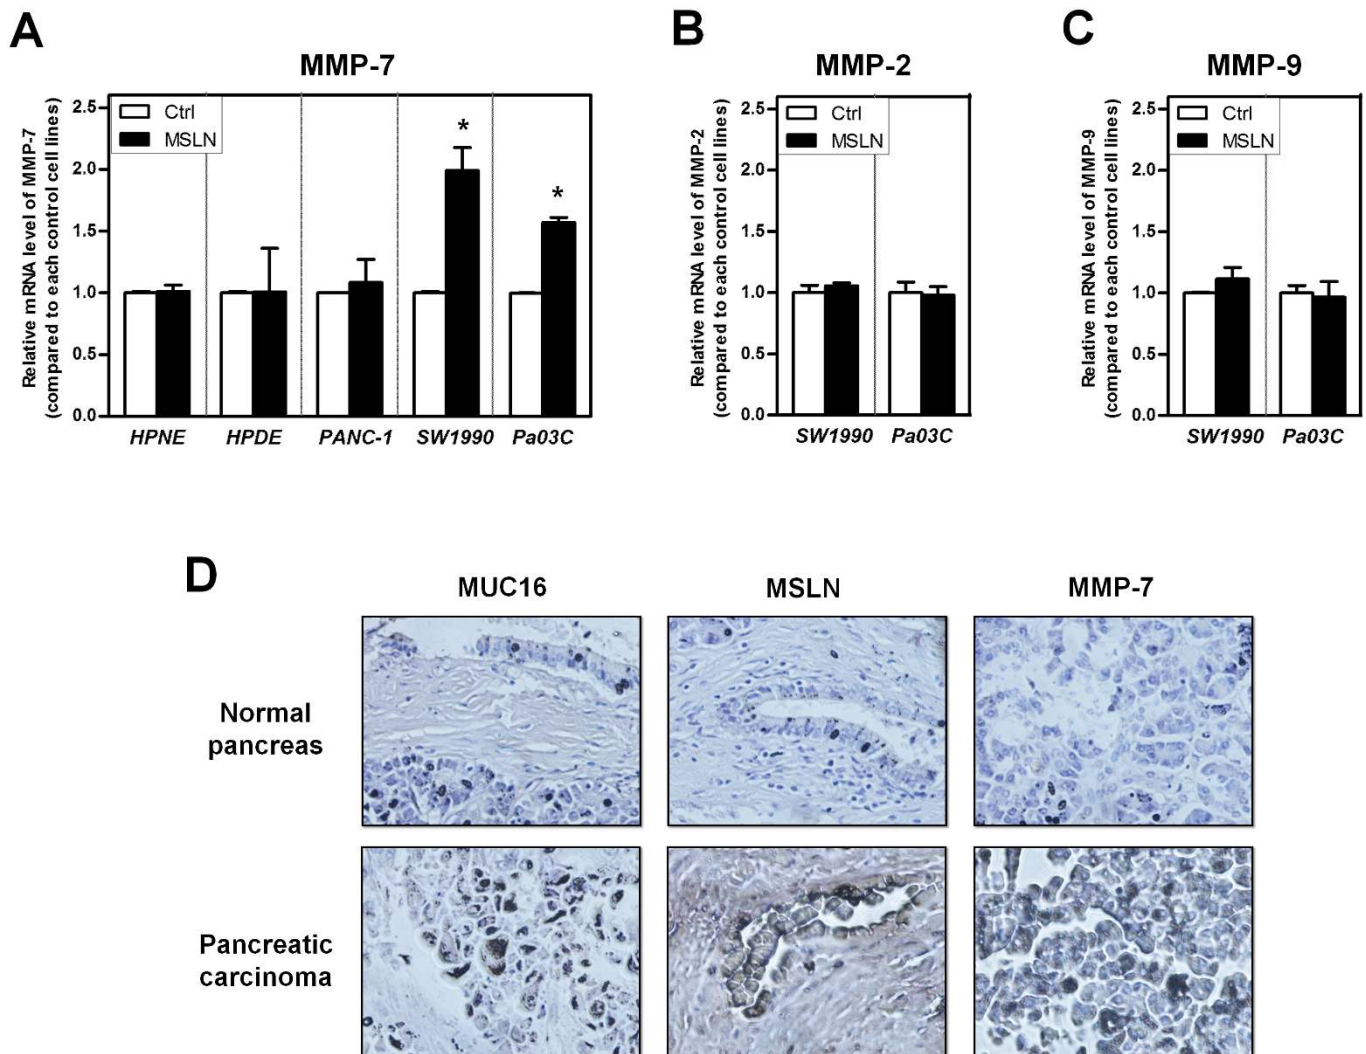 A
MMP-7
Relative mRNA level of MMP-7
(compared to each control cell lines)
2.5
2.0
1.5
1.0
0.5
0.0
Ctrl
MSLN
*
*
HPNE
HPDE
PANC-1
SW1990
Pa03C
B
MMP-2
Relative mRNA level of MMP-2
(compared to each control cell lines)
2.5
2.0
1.5
1.0
0.5
0.0
Ctrl
MSLN
SW1990
Pa03C
C
MMP-9
Relative mRNA level of MMP-9
(compared to each control cell lines)
2.5
2.0
1.5
1.0
0.5
0.0
Ctrl
MSLN
SW1990
Pa03C
D
MUC16
MSLN
MMP-7
Normal
pancreas
Pancreatic
carcinoma